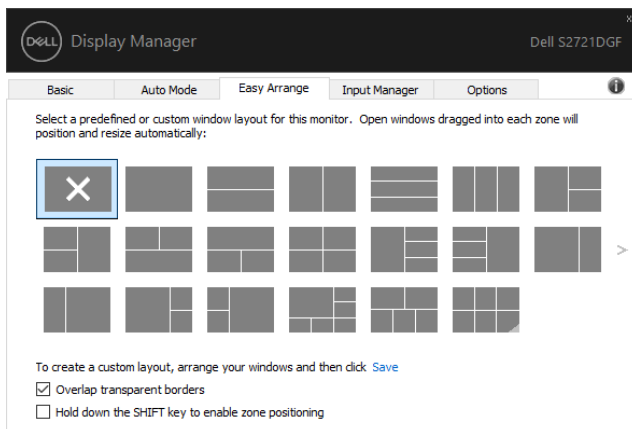 DELL Display Manager
Dell S2721DGF
Basic Auto Mode Easy Arrange Input Manager Options
Select a predefined or custom window layout for this monitor. Open windows dragged into each zone will
position and resize automatically:
To create a custom layout, arrange your windows and then click Save
Overlap transparent borders
Hold down the SHIFT key to enable zone positioning